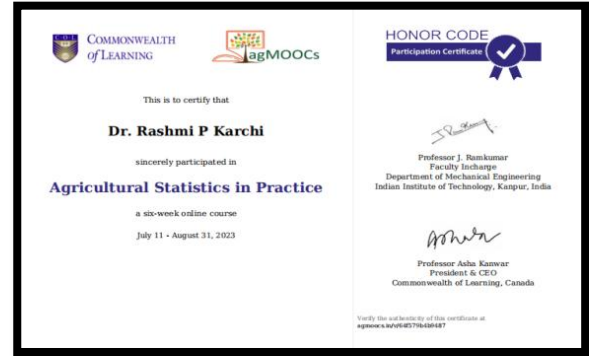 COL
COMMONWEALTH
of LEARNING
agMOOCs
This is to certify that
Dr. Rashmi P Karchi
sincerely participated in
Agricultural Statistics in Practice
a six-week online course
July 11 - August 31, 2023
HONOR CODE
Participation Certificate
Professor J. Ramkumar
Faculty Incharge
Department of Mechanical Engineering
Indian Institute of Technology, Kanpur, India
Professor Asha Kanwar
President & CEO
Commonwealth of Learning, Canada
Verify the authenticity of this certificate at